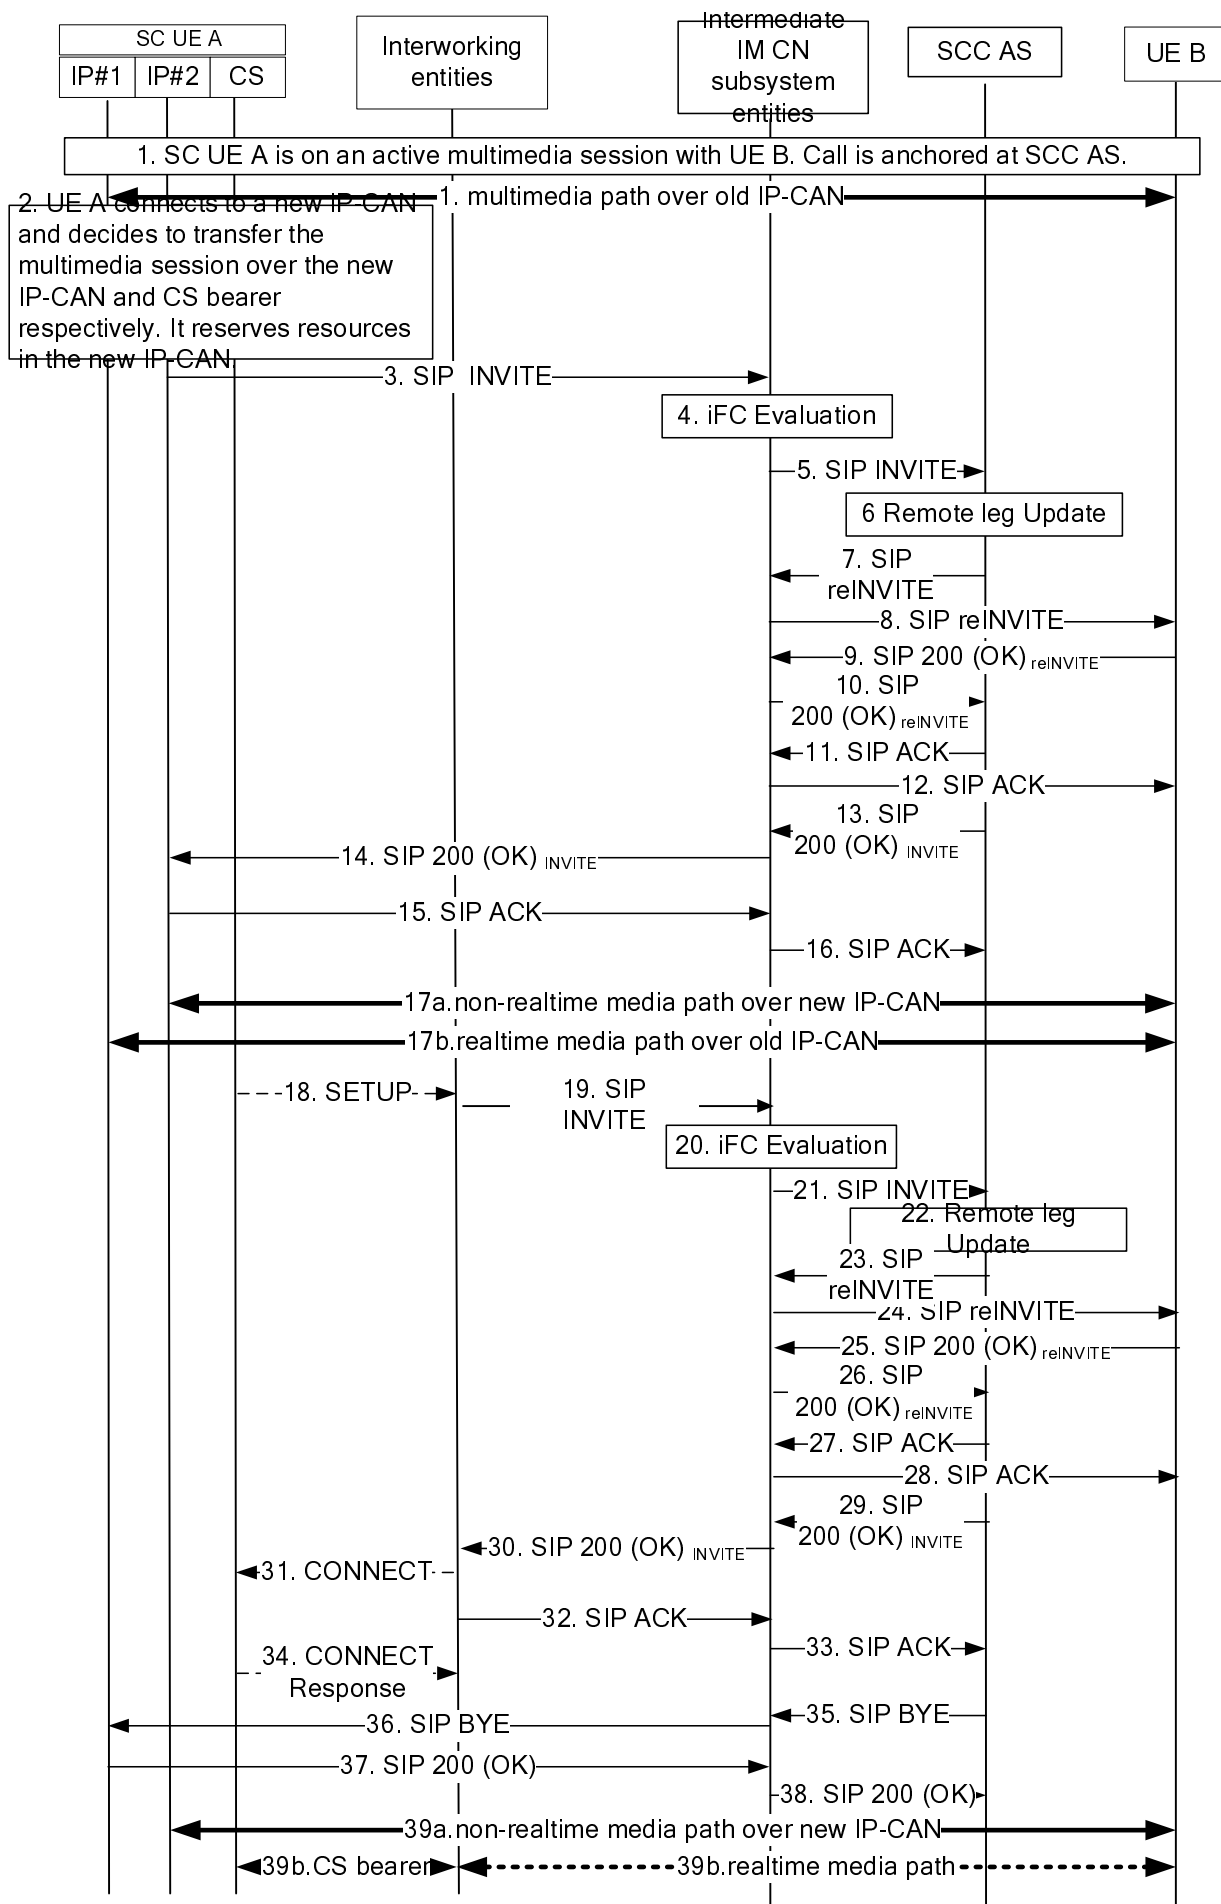 SC UE A
IP#1 IP#2 CS
Interworking
entities
Intermediate
IM CN
subsystem
entities
SCC AS
UE B
1. SC UE A is on an active multimedia session with UE B. Call is anchored at SCC AS.
1. multimedia path over old IP-CAN
2. UE A connects to a new IP-CAN
and decides to transfer the
multimedia session over the new
IP-CAN and CS bearer
respectively. It reserves resources
in the new IP-CAN.
3. SIP INVITE
4. iFC Evaluation
5. SIP INVITE
6 Remote leg Update
7. SIP
reINVITE
8. SIP reINVITE
9. SIP 200 (OK) reINVITE
10. SIP
200 (OK) reINVITE
11. SIP ACK
12. SIP ACK
13. SIP
200 (OK) INVITE
14. SIP 200 (OK) INVITE
15. SIP ACK
16. SIP ACK
17a.non-realtime media path over new IP-CAN
17b.realtime media path over old IP-CAN
18. SETUP
19. SIP
INVITE
20. iFC Evaluation
21. SIP INVITE
22. Remote leg
Update
23. SIP
reINVITE
24. SIP reINVITE
25. SIP 200 (OK) reINVITE
26. SIP
200 (OK) reINVITE
27. SIP ACK
28. SIP ACK
29. SIP
200 (OK) INVITE
30. SIP 200 (OK) INVITE
31. CONNECT
32. SIP ACK
33. SIP ACK
34. CONNECT
Response
35. SIP BYE
36. SIP BYE
37. SIP 200 (OK)
38. SIP 200 (OK)
39a.non-realtime media path over new IP-CAN
39b.CS bearer
39b.realtime media path